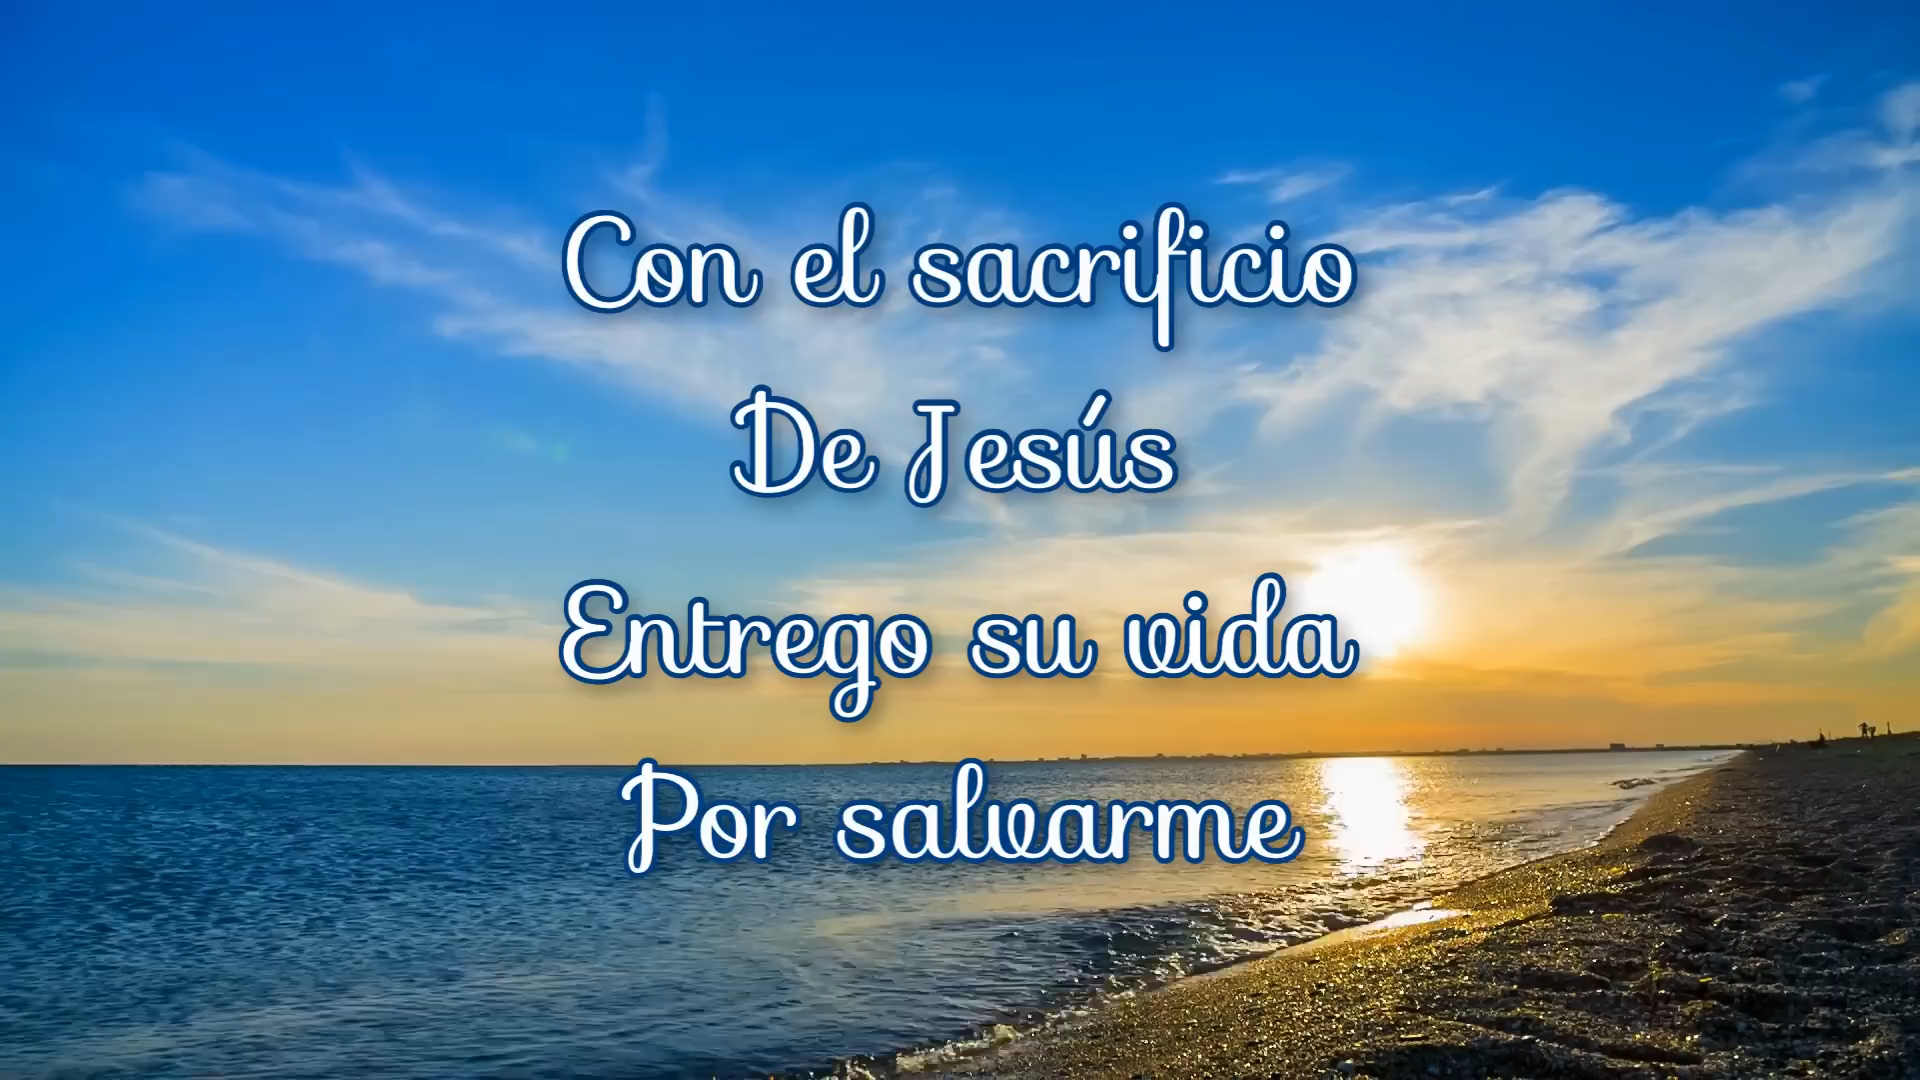 Con el sacrificio
De Jesús
Entrego su vida
Por salvarme